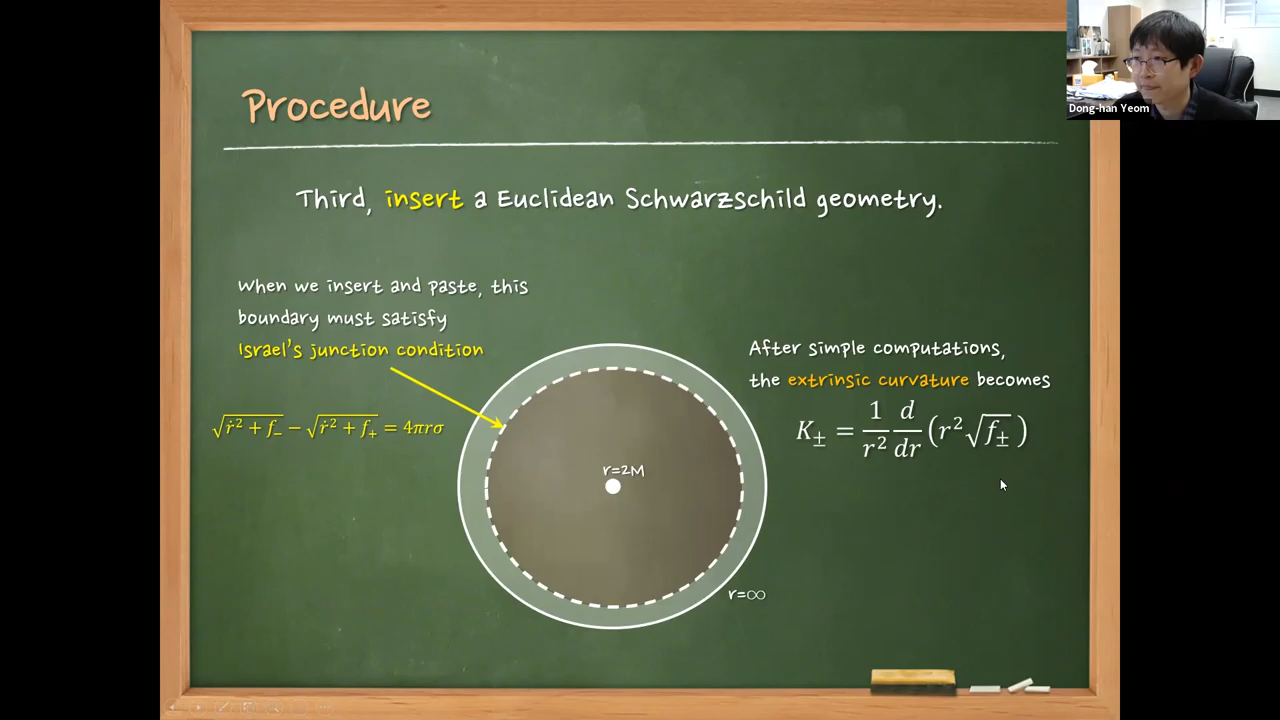 Dong-han Yeom
Procedure
Third, insert a Euclidean Schwarzschild geometry.
When we insert and paste, this
boundary must satisfy
Israel's junction condition
√(ṙ² + f₋) − √(ṙ² + f₊) = 4πrσ
After simple computations,
the extrinsic curvature becomes
K± = 1/r² d/dr (r²√f±)
r=2M
r=∞